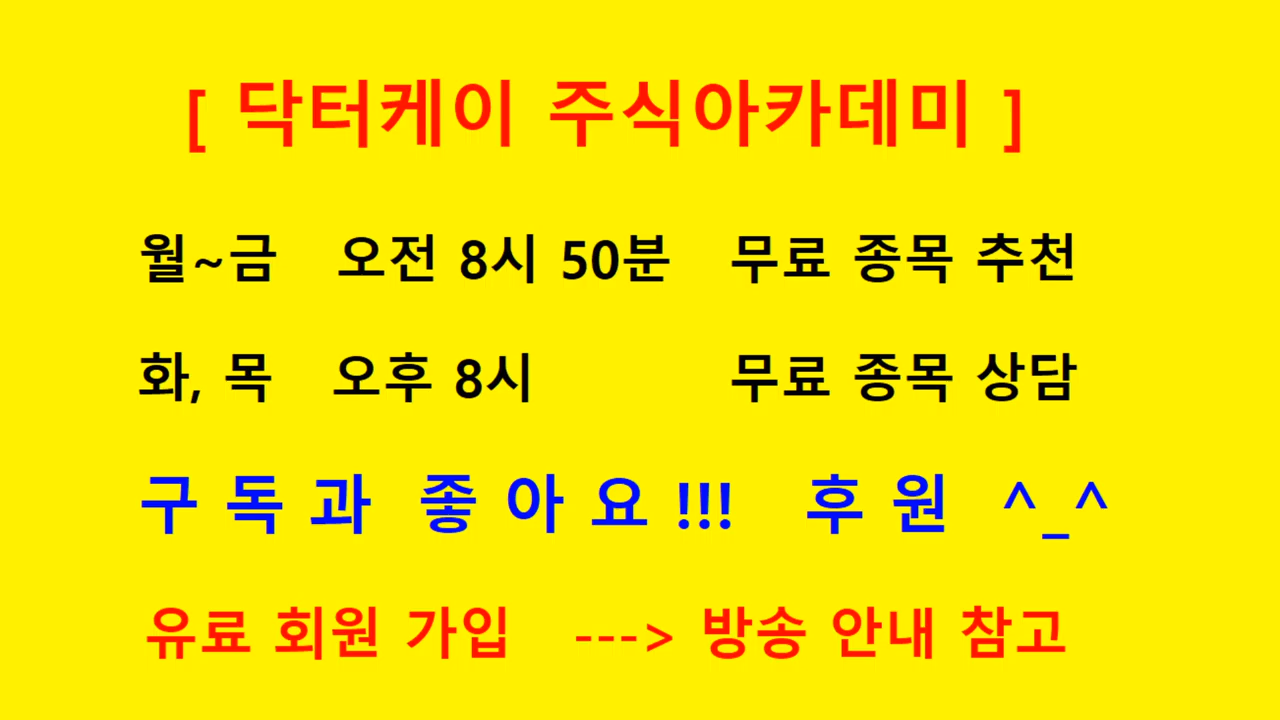 [ 닥터케이 주식아카데미 ]
월~금 오전 8시 50분 무료 종목 추천
화, 목 오후 8시 무료 종목 상담
구 독 과 좋 아 요 !!! 후 원 ^_^
유료 회원 가입 ---> 방송 안내 참고